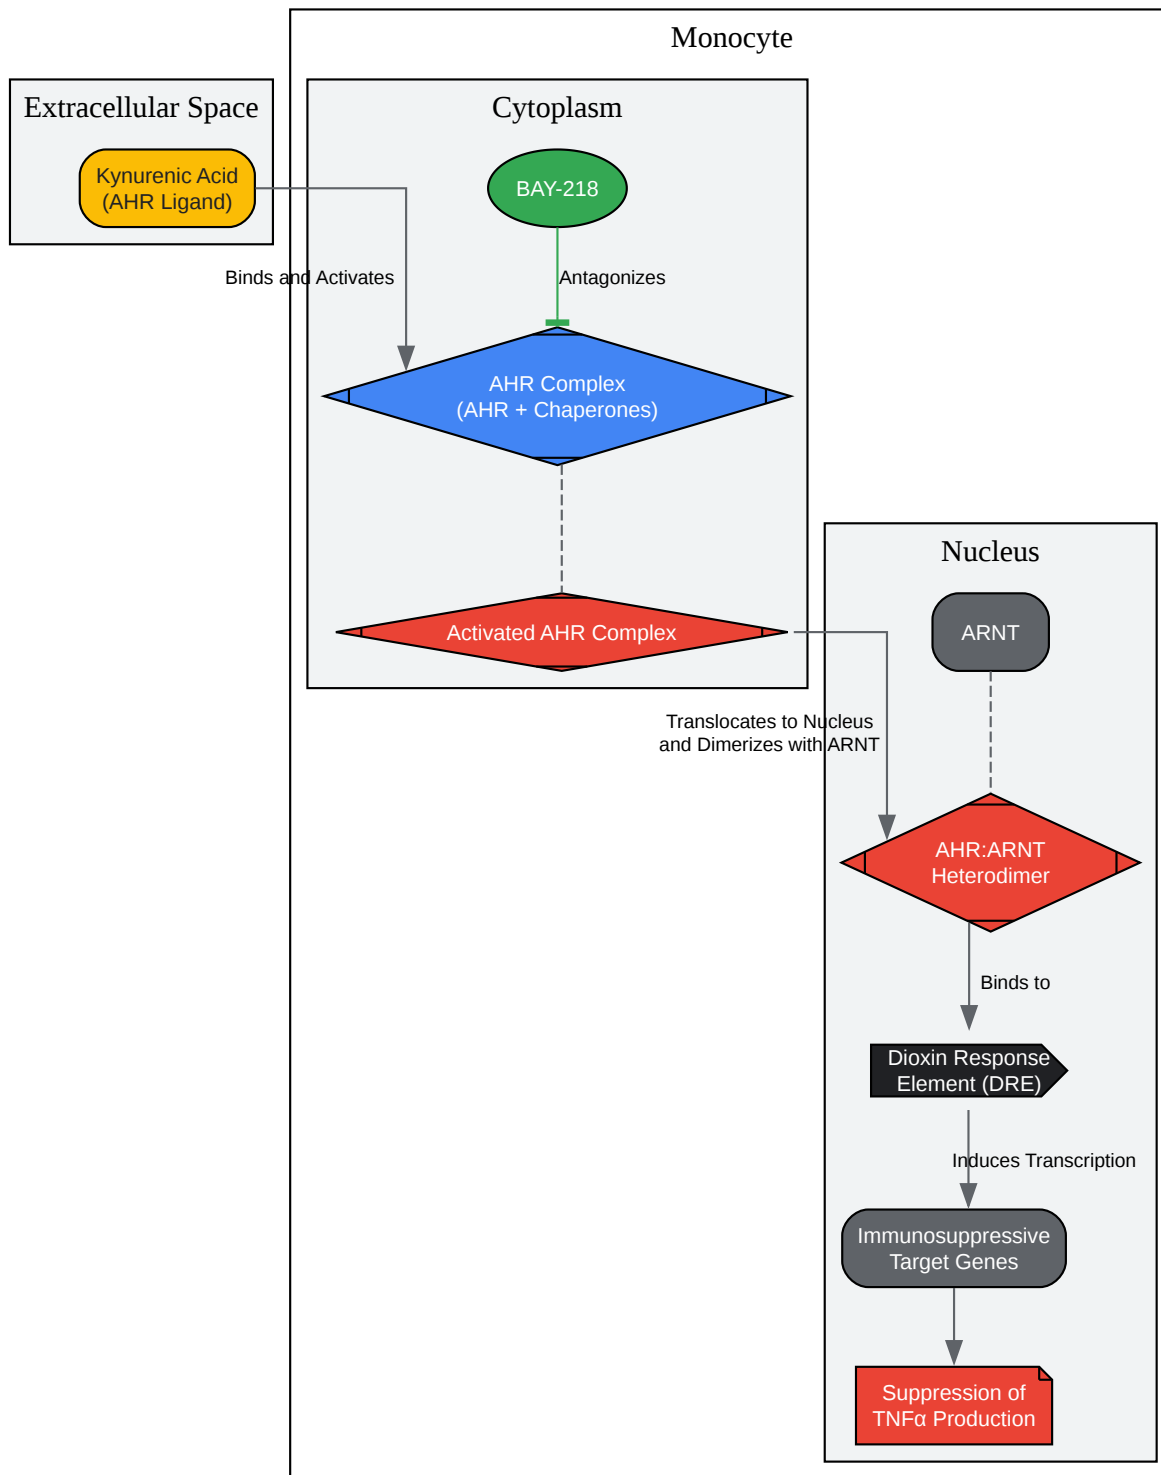 Monocyte
Extracellular Space
Cytoplasm
Kynurenic Acid
(AHR Ligand)
BAY-218
Binds and Activates
Antagonizes
AHR Complex
(AHR + Chaperones)
Nucleus
Activated AHR Complex
ARNT
Translocates to Nucleus
and Dimerizes with ARNT
AHR:ARNT
Heterodimer
Binds to
Dioxin Response
Element (DRE)
Induces Transcription
Immunosuppressive
Target Genes
Suppression of
TNFα Production